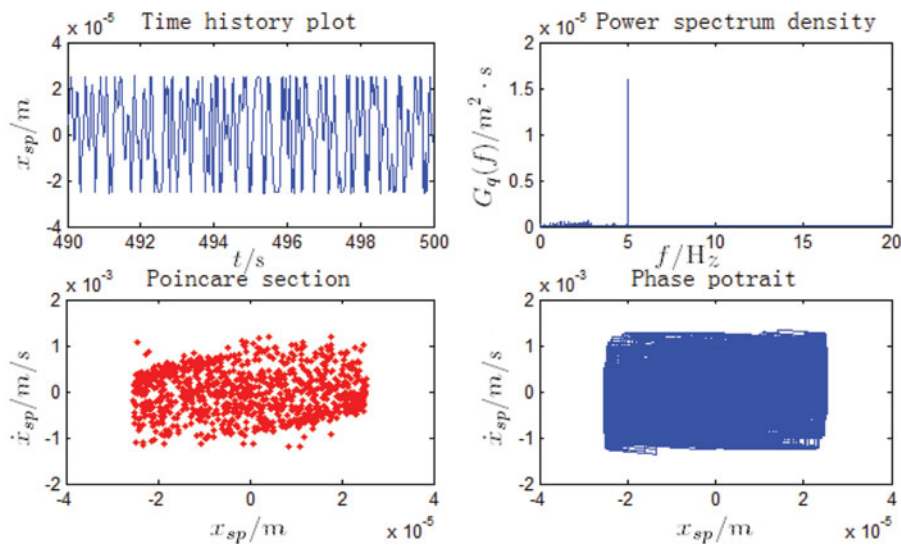 Time history plot
× 10⁻⁵
4
2
0
-2
-4
x_sp/m
490 492 494 496 498 500
t/s
Power spectrum density
× 10⁻⁵
2
1.5
1
0.5
0
G_q(f)/m²·s
0 5 10 15 20
f/Hz
Poincare section
× 10⁻³
2
1
0
-1
-2
ẋ_sp/m/s
-4 -2 0 2 4
x_sp/m
× 10⁻⁵
Phase potrait
× 10⁻³
2
1
0
-1
-2
ẋ_sp/m/s
-4 -2 0 2 4
x_sp/m
× 10⁻⁵